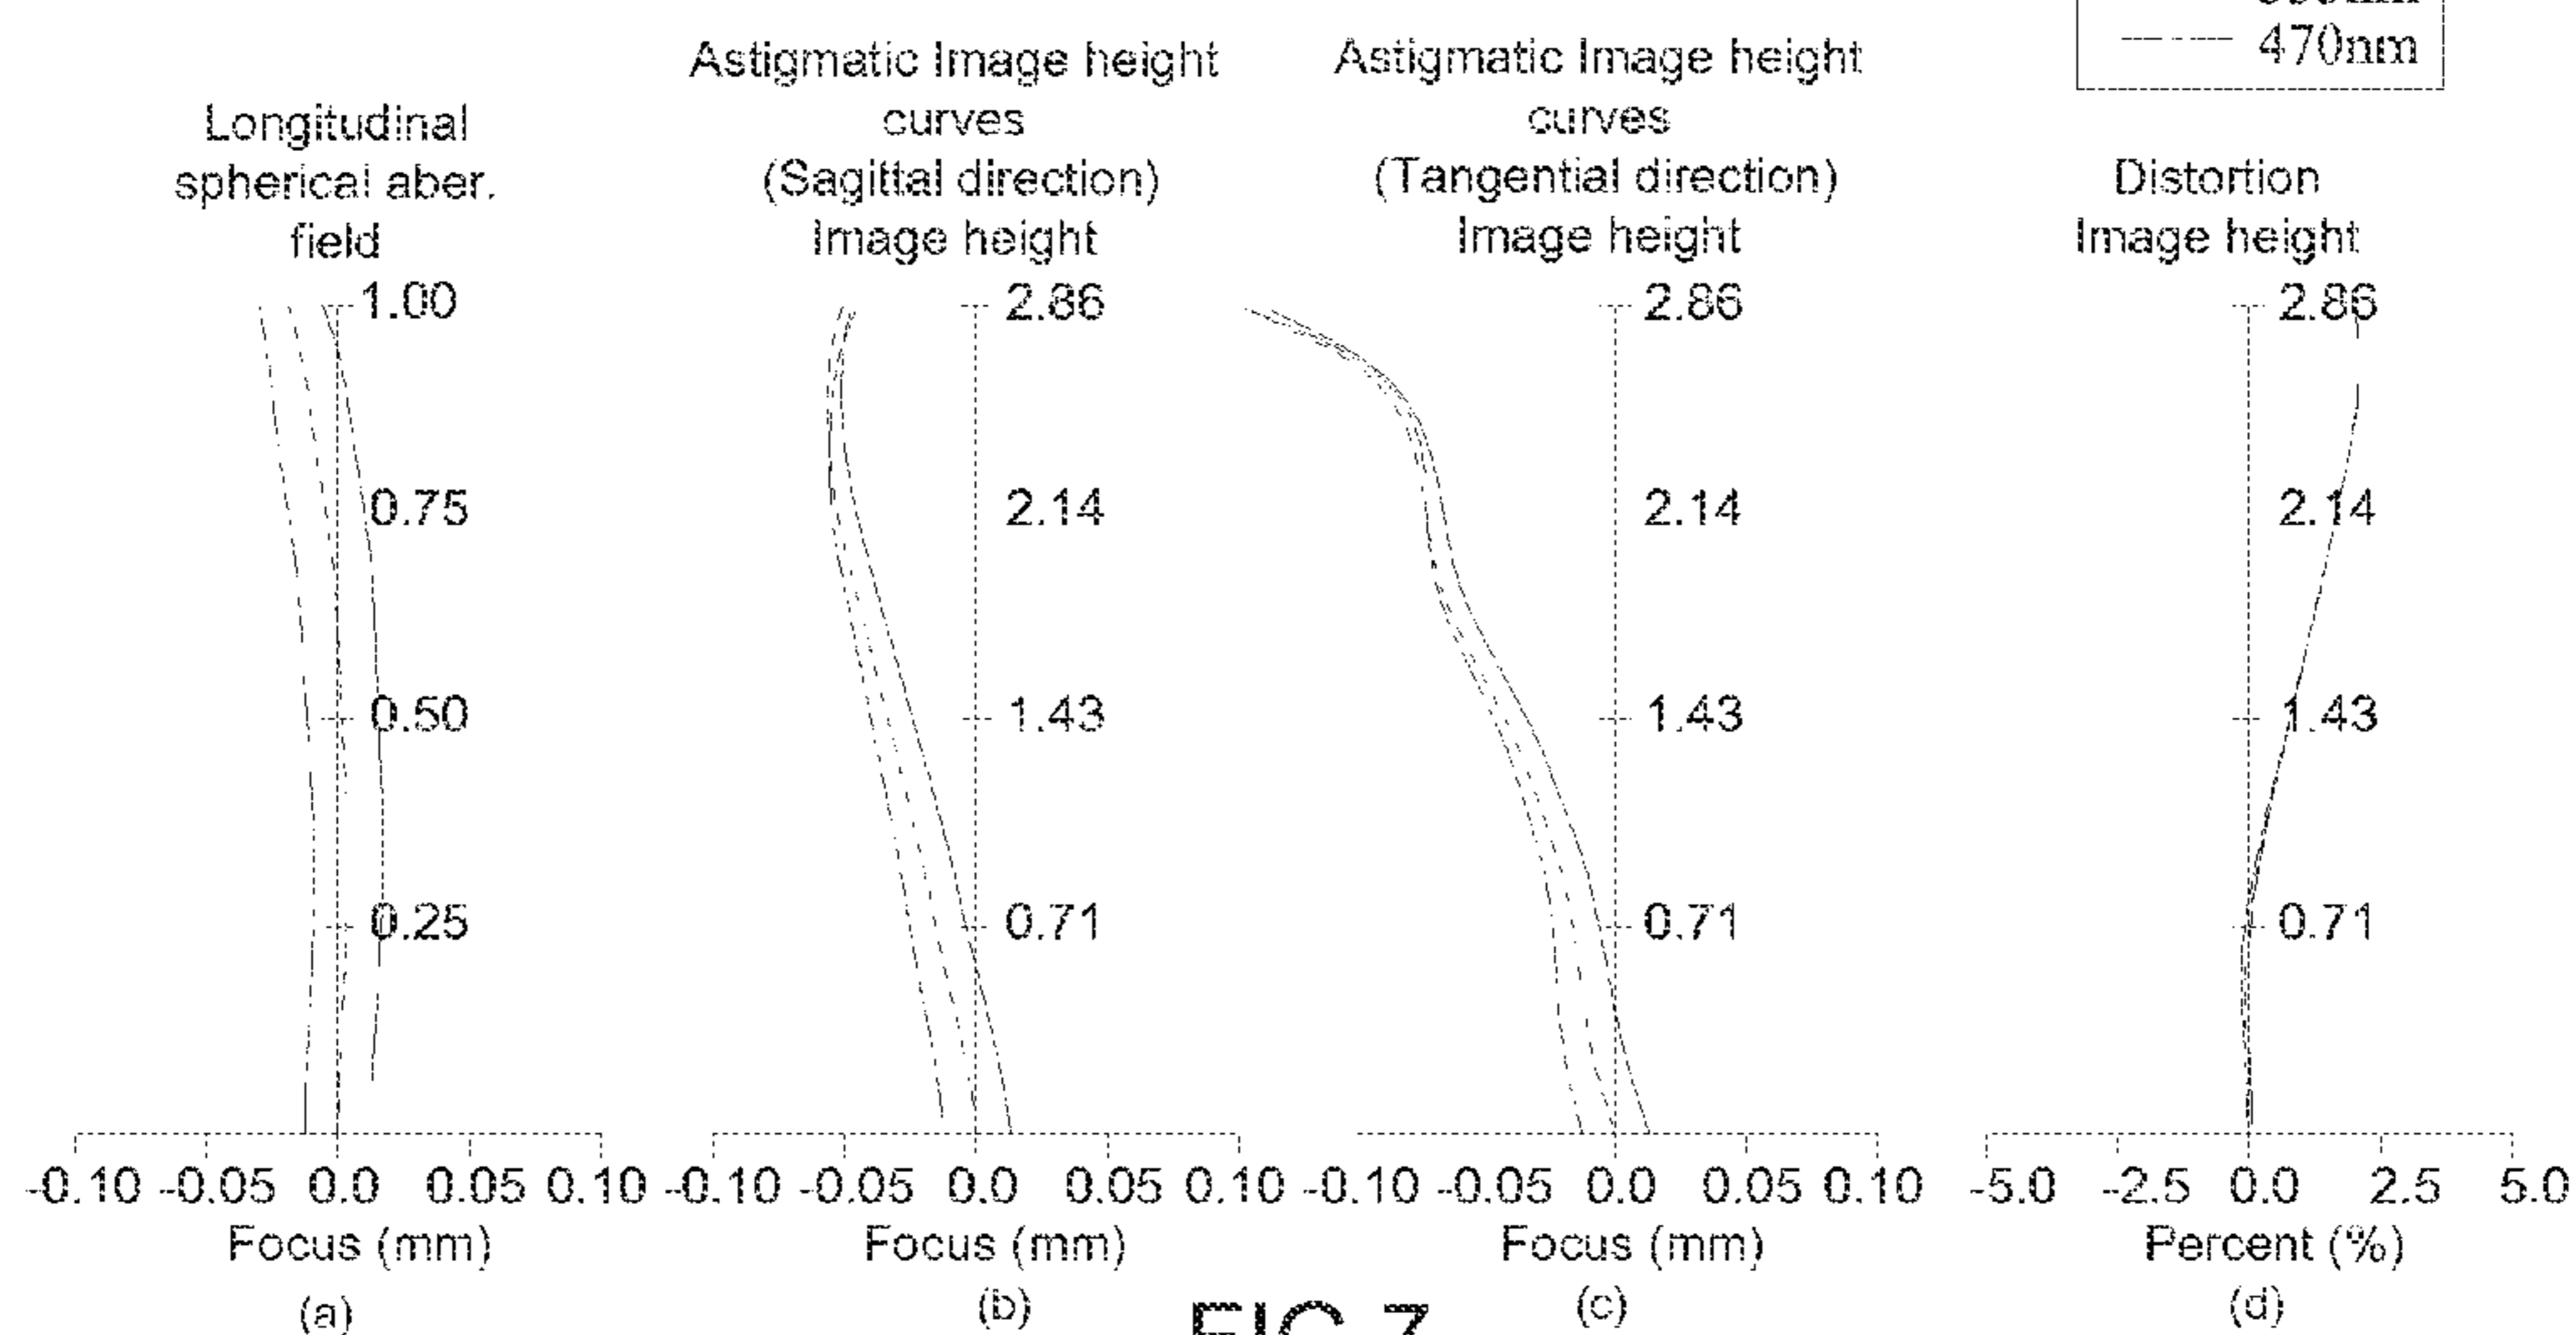 470nm
Longitudinal
spherical aber.
field
1.00
0.75
0.50
0.25
-0.10 -0.05 0.0 0.05 0.10
Focus (mm)
(a)
Astigmatic Image height
curves
(Sagittal direction)
Image height
2.86
2.14
1.43
0.71
-0.10 -0.05 0.0 0.05 0.10
Focus (mm)
(b)
Astigmatic Image height
curves
(Tangential direction)
Image height
2.86
2.14
1.43
0.71
-0.10 -0.05 0.0 0.05 0.10
Focus (mm)
(c)
Distortion
Image height
2.86
2.14
1.43
0.71
-5.0 -2.5 0.0 2.5 5.0
Percent (%)
(d)